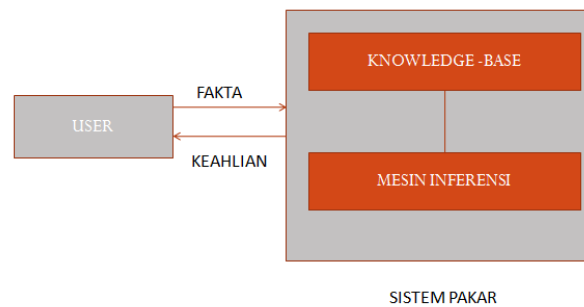 KNOWLEDGE -BASE
FAKTA
USER
KEAHLIAN
MESIN INFERENSI
SISTEM PAKAR